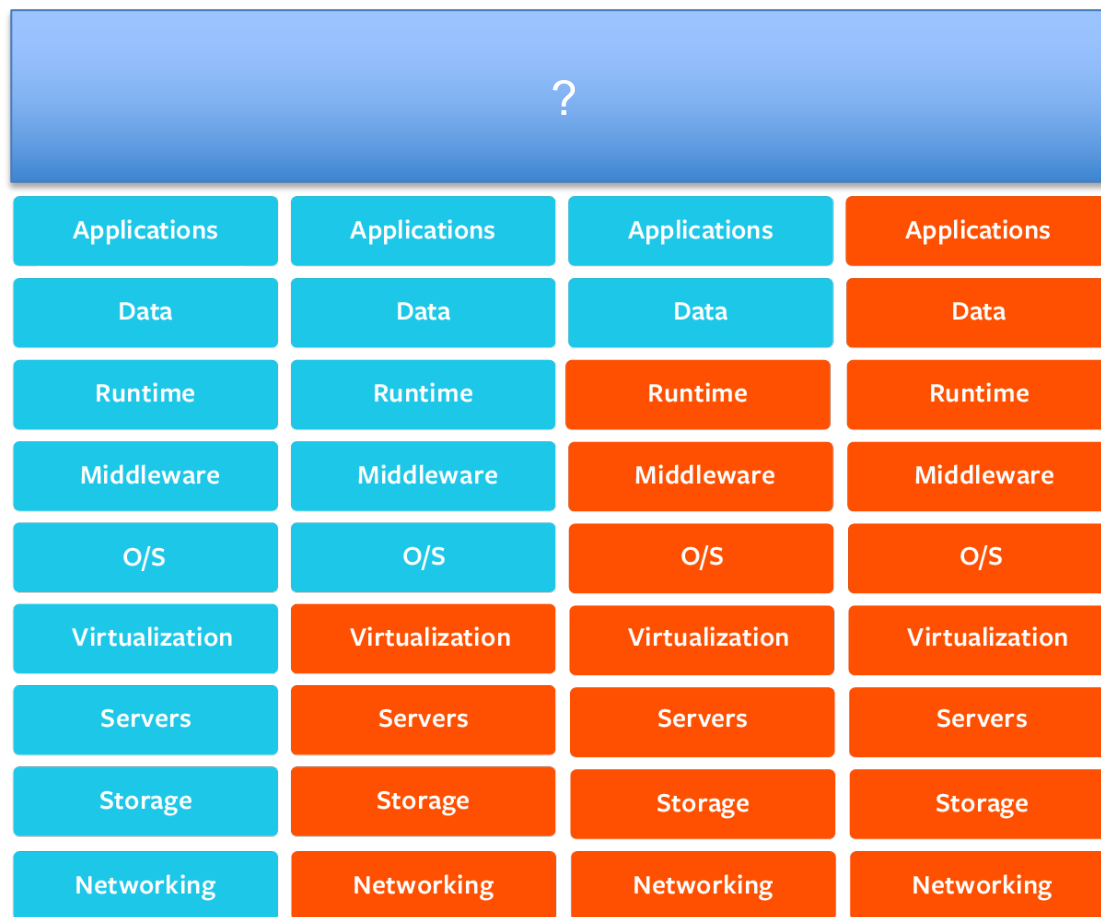 ?
Applications Applications Applications Applications
Data Data Data Data
Runtime Runtime Runtime Runtime
Middleware Middleware Middleware Middleware
O/S O/S O/S O/S
Virtualization Virtualization Virtualization Virtualization
Servers Servers Servers Servers
Storage Storage Storage Storage
Networking Networking Networking Networking